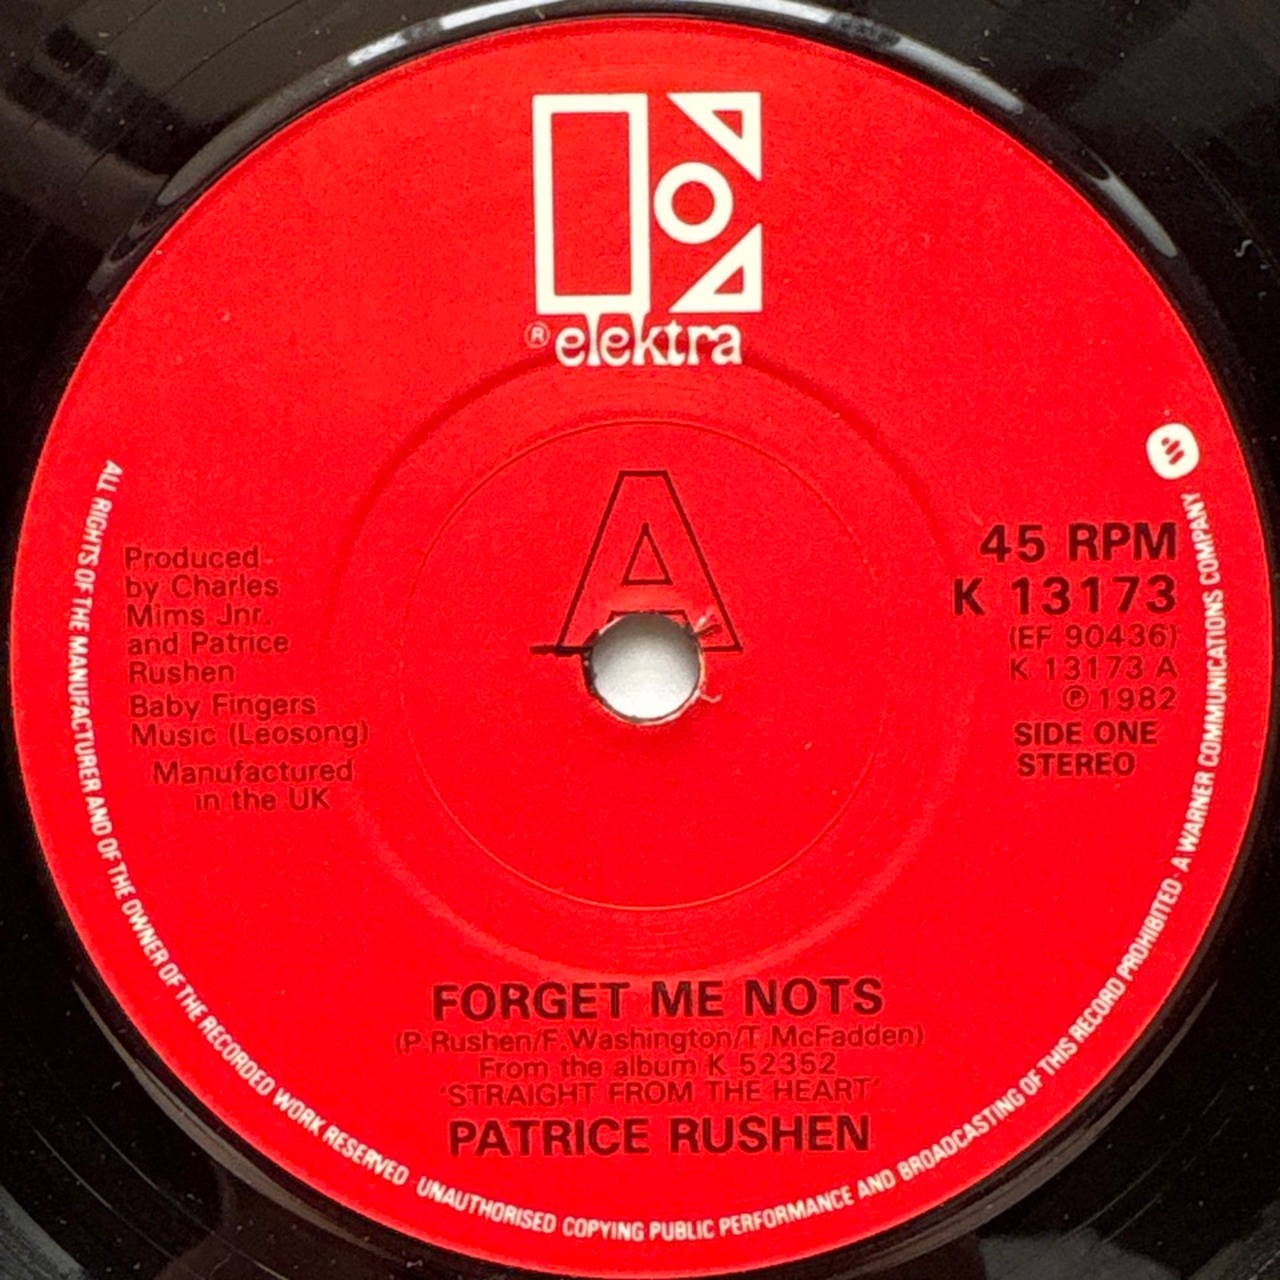 ® elektra
A
Produced
by Charles
Mims Jnr.
and Patrice
Rushen
Baby Fingers
Music (Leosong)
Manufactured
in the UK
45 RPM
K 13173
(EF 90436)
K 13173 A
℗ 1982
SIDE ONE
STEREO
FORGET ME NOTS
(P.Rushen/F.Washington/T.McFadden)
From the album K 52352
'STRAIGHT FROM THE HEART'
PATRICE RUSHEN
ALL RIGHTS OF THE MANUFACTURER AND OF THE OWNER OF THE RECORDED WORK RESERVED · UNAUTHORISED COPYING PUBLIC PERFORMANCE AND BROADCASTING OF THIS RECORD PROHIBITED · A WARNER COMMUNICATIONS COMPANY